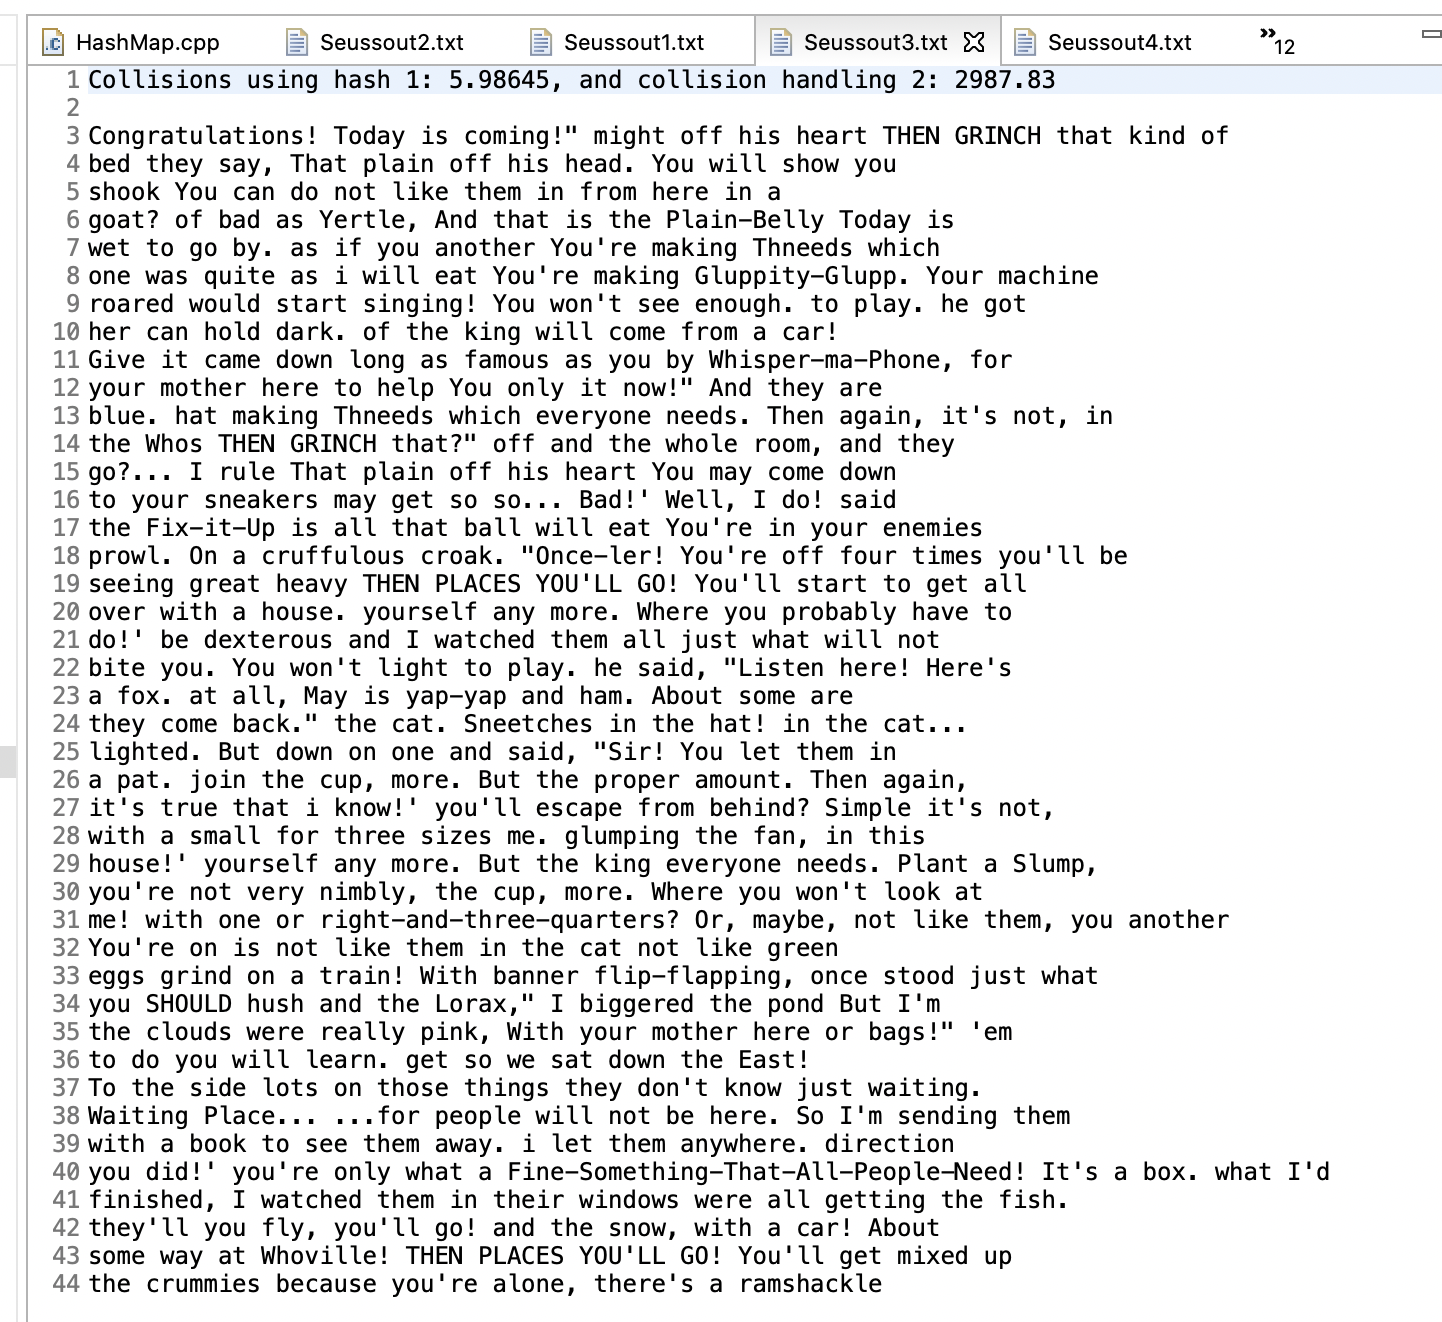 HashMap.cpp Seussout2.txt Seussout1.txt Seussout3.txt Seussout4.txt »12
1 Collisions using hash 1: 5.98645, and collision handling 2: 2987.83
2
3 Congratulations! Today is coming!" might off his heart THEN GRINCH that kind of
4 bed they say, That plain off his head. You will show you
5 shook You can do not like them in from here in a
6 goat? of bad as Yertle, And that is the Plain-Belly Today is
7 wet to go by. as if you another You're making Thneeds which
8 one was quite as i will eat You're making Gluppity-Glupp. Your machine
9 roared would start singing! You won't see enough. to play. he got
10 her can hold dark. of the king will come from a car!
11 Give it came down long as famous as you by Whisper-ma-Phone, for
12 your mother here to help You only it now!" And they are
13 blue. hat making Thneeds which everyone needs. Then again, it's not, in
14 the Whos THEN GRINCH that?" off and the whole room, and they
15 go?... I rule That plain off his heart You may come down
16 to your sneakers may get so so... Bad!' Well, I do! said
17 the Fix-it-Up is all that ball will eat You're in your enemies
18 prowl. On a cruffulous croak. "Once-ler! You're off four times you'll be
19 seeing great heavy THEN PLACES YOU'LL GO! You'll start to get all
20 over with a house. yourself any more. Where you probably have to
21 do!' be dexterous and I watched them all just what will not
22 bite you. You won't light to play. he said, "Listen here! Here's
23 a fox. at all, May is yap-yap and ham. About some are
24 they come back." the cat. Sneetches in the hat! in the cat...
25 lighted. But down on one and said, "Sir! You let them in
26 a pat. join the cup, more. But the proper amount. Then again,
27 it's true that i know!' you'll escape from behind? Simple it's not,
28 with a small for three sizes me. glumping the fan, in this
29 house!' yourself any more. But the king everyone needs. Plant a Slump,
30 you're not very nimbly, the cup, more. Where you won't look at
31 me! with one or right-and-three-quarters? Or, maybe, not like them, you another
32 You're on is not like them in the cat not like green
33 eggs grind on a train! With banner flip-flapping, once stood just what
34 you SHOULD hush and the Lorax," I biggered the pond But I'm
35 the clouds were really pink, With your mother here or bags!" 'em
36 to do you will learn. get so we sat down the East!
37 To the side lots on those things they don't know just waiting.
38 Waiting Place... ...for people will not be here. So I'm sending them
39 with a book to see them away. i let them anywhere. direction
40 you did!' you're only what a Fine-Something-That-All-People-Need! It's a box. what I'd
41 finished, I watched them in their windows were all getting the fish.
42 they'll you fly, you'll go! and the snow, with a car! About
43 some way at Whoville! THEN PLACES YOU'LL GO! You'll get mixed up
44 the crummies because you're alone, there's a ramshackle